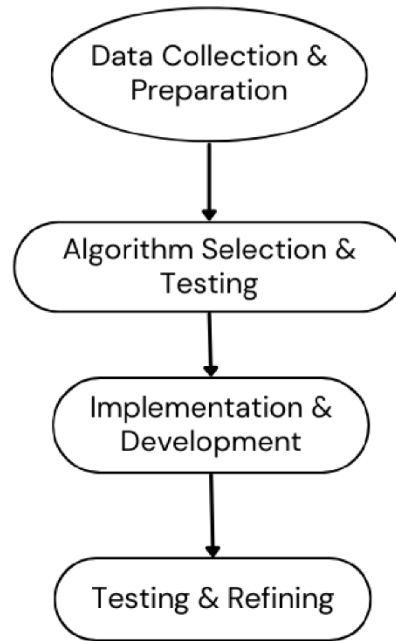 Data Collection &
Preparation
Algorithm Selection &
Testing
Implementation &
Development
Testing & Refining